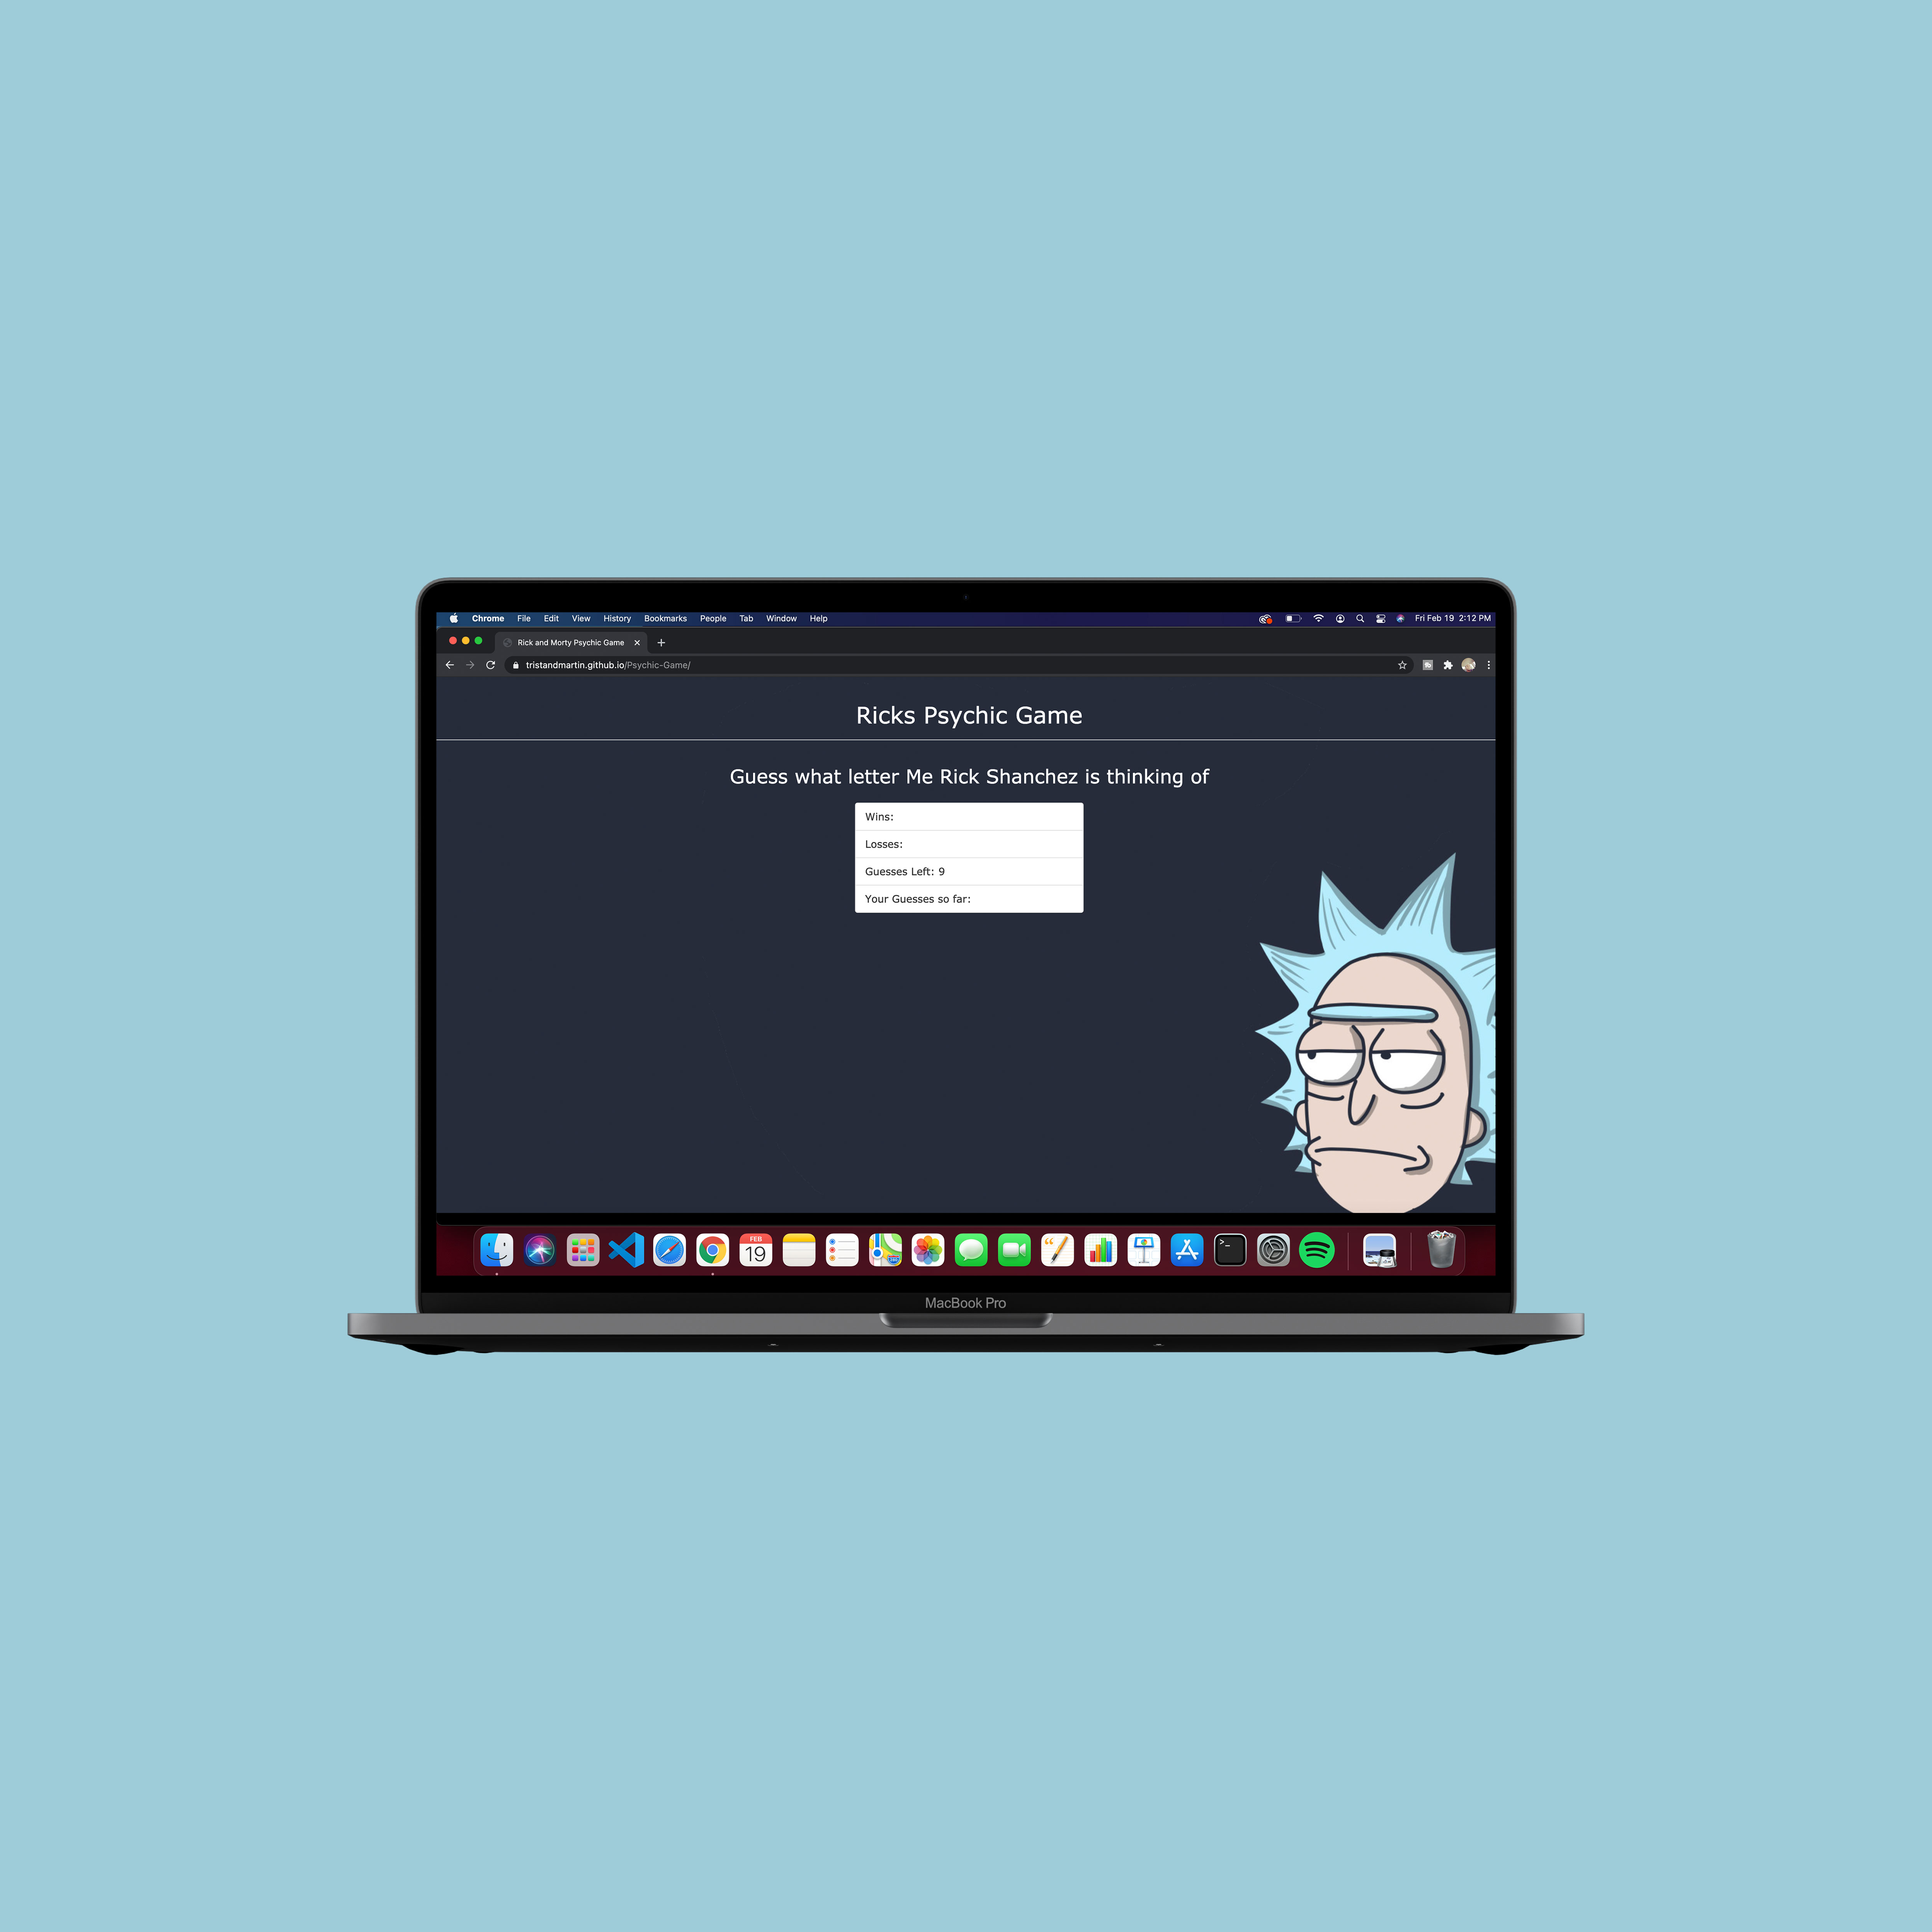 Chrome File Edit View History Bookmarks People Tab Window Help Fri Feb 19 2:12 PM
Rick and Morty Psychic Game
tristandmartin.github.io/Psychic-Game/
Ricks Psychic Game
Guess what letter Me Rick Shanchez is thinking of
Wins:
Losses:
Guesses Left: 9
Your Guesses so far:
FEB
19
MacBook Pro